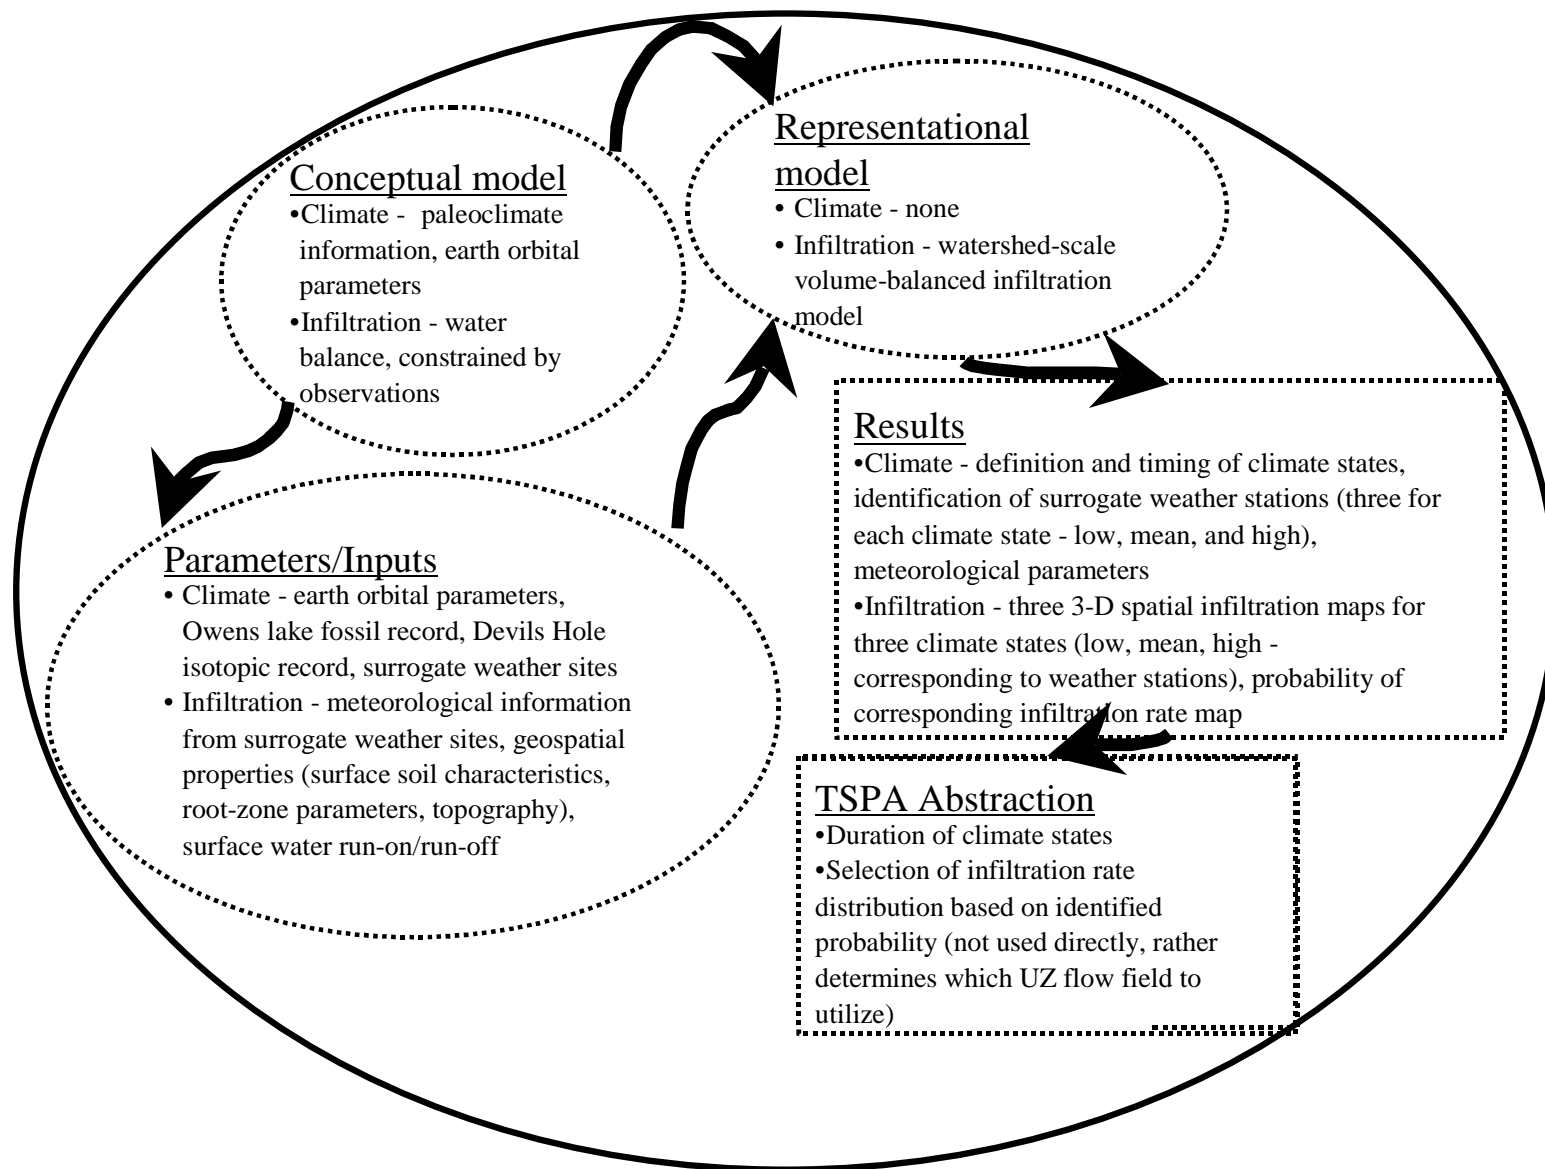 Conceptual model
•Climate - paleoclimate
information, earth orbital
parameters
•Infiltration - water
balance, constrained by
observations
Representational
model
• Climate - none
• Infiltration - watershed-scale
volume-balanced infiltration
model
Parameters/Inputs
• Climate - earth orbital parameters,
Owens lake fossil record, Devils Hole
isotopic record, surrogate weather sites
• Infiltration - meteorological information
from surrogate weather sites, geospatial
properties (surface soil characteristics,
root-zone parameters, topography),
surface water run-on/run-off
Results
•Climate - definition and timing of climate states,
identification of surrogate weather stations (three for
each climate state - low, mean, and high),
meteorological parameters
•Infiltration - three 3-D spatial infiltration maps for
three climate states (low, mean, high -
corresponding to weather stations), probability of
corresponding infiltration rate map
TSPA Abstraction
•Duration of climate states
•Selection of infiltration rate
distribution based on identified
probability (not used directly, rather
determines which UZ flow field to
utilize)